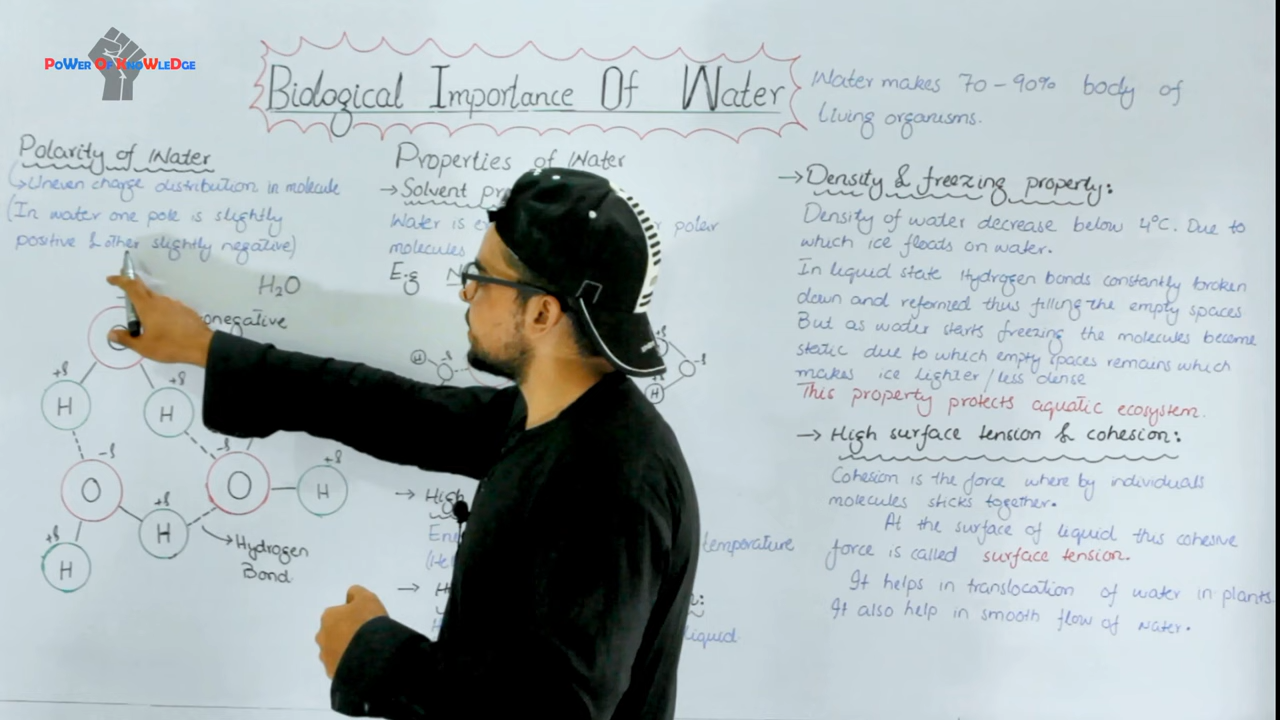 PoWer Of KnoWLeDge
Biological Importance Of Water
Water makes 70-90% body of
Living organisms.
Polarity of Water
↳Uneven charge distribution in molecule
(In water one pole is slightly
positive & other slightly negative)
H₂O
onegative
+δ
H
+δ
H
-δ
O
-δ
O
+δ
H
+δ
H
+δ
H
→Hydrogen
Bond
Properties of Water
→Solvent pr
Water is e
polar
molecules
E.g
N
H
-δ
-δ
H
→ High
Ene
temperature
(He
→ H
H
liquid.
→Density & freezing property:
Density of water decrease below 4°C. Due to
which ice floads on water.
In liquid state Hydrogen bonds constantly broken
down and reformed thus filling the empty spaces
But as water starts freezing the molecules become
static due to which empty spaces remains which
makes ice lighter/less dense
This property protects aquatic ecosystem.
→ High surface tension & cohesion:
Cohesion is the force where by individuals
molecules sticks together.
At the surface of liquid this cohesive
force is called surface tension.
It helps in translocation of water in plants
It also help in smooth flow of water.